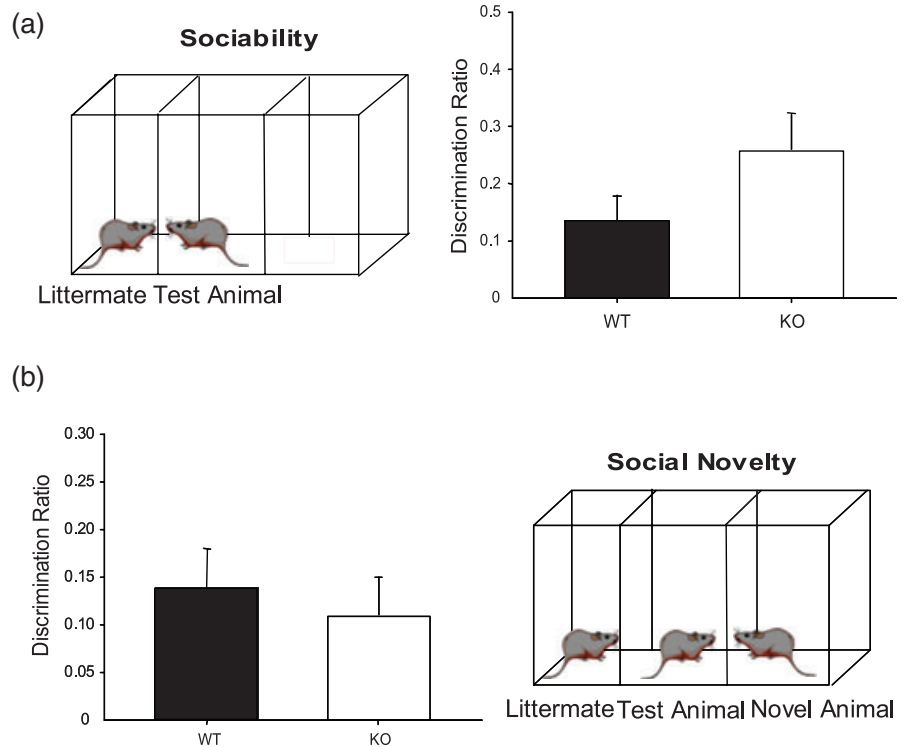 (a)
Sociability
Littermate Test Animal
Discrimination Ratio
0.5
0.4
0.3
0.2
0.1
0
WT
KO
(b)
Discrimination Ratio
0.30
0.25
0.20
0.15
0.10
0.05
0
WT
KO
Social Novelty
Littermate Test Animal Novel Animal